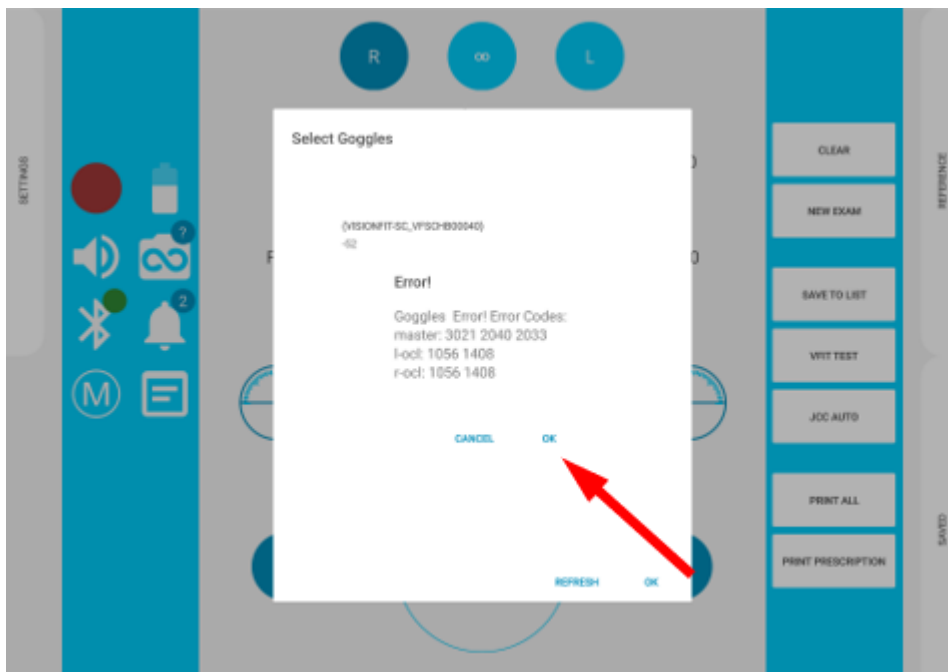 R
∞
L
Select Goggles
SETTINGS
(VISIONFIT-SC_VFSCHB00040)
-52
Error!
Goggles Error! Error Codes:
master: 3021 2040 2033
l-ocl: 1056 1408
r-ocl: 1056 1408
CANCEL
OK
REFRESH
OK
?
2
M
CLEAR
NEW EXAM
SAVE TO LIST
VFIT TEST
JCC AUTO
PRINT ALL
PRINT PRESCRIPTION
REFERENCE
SAVED